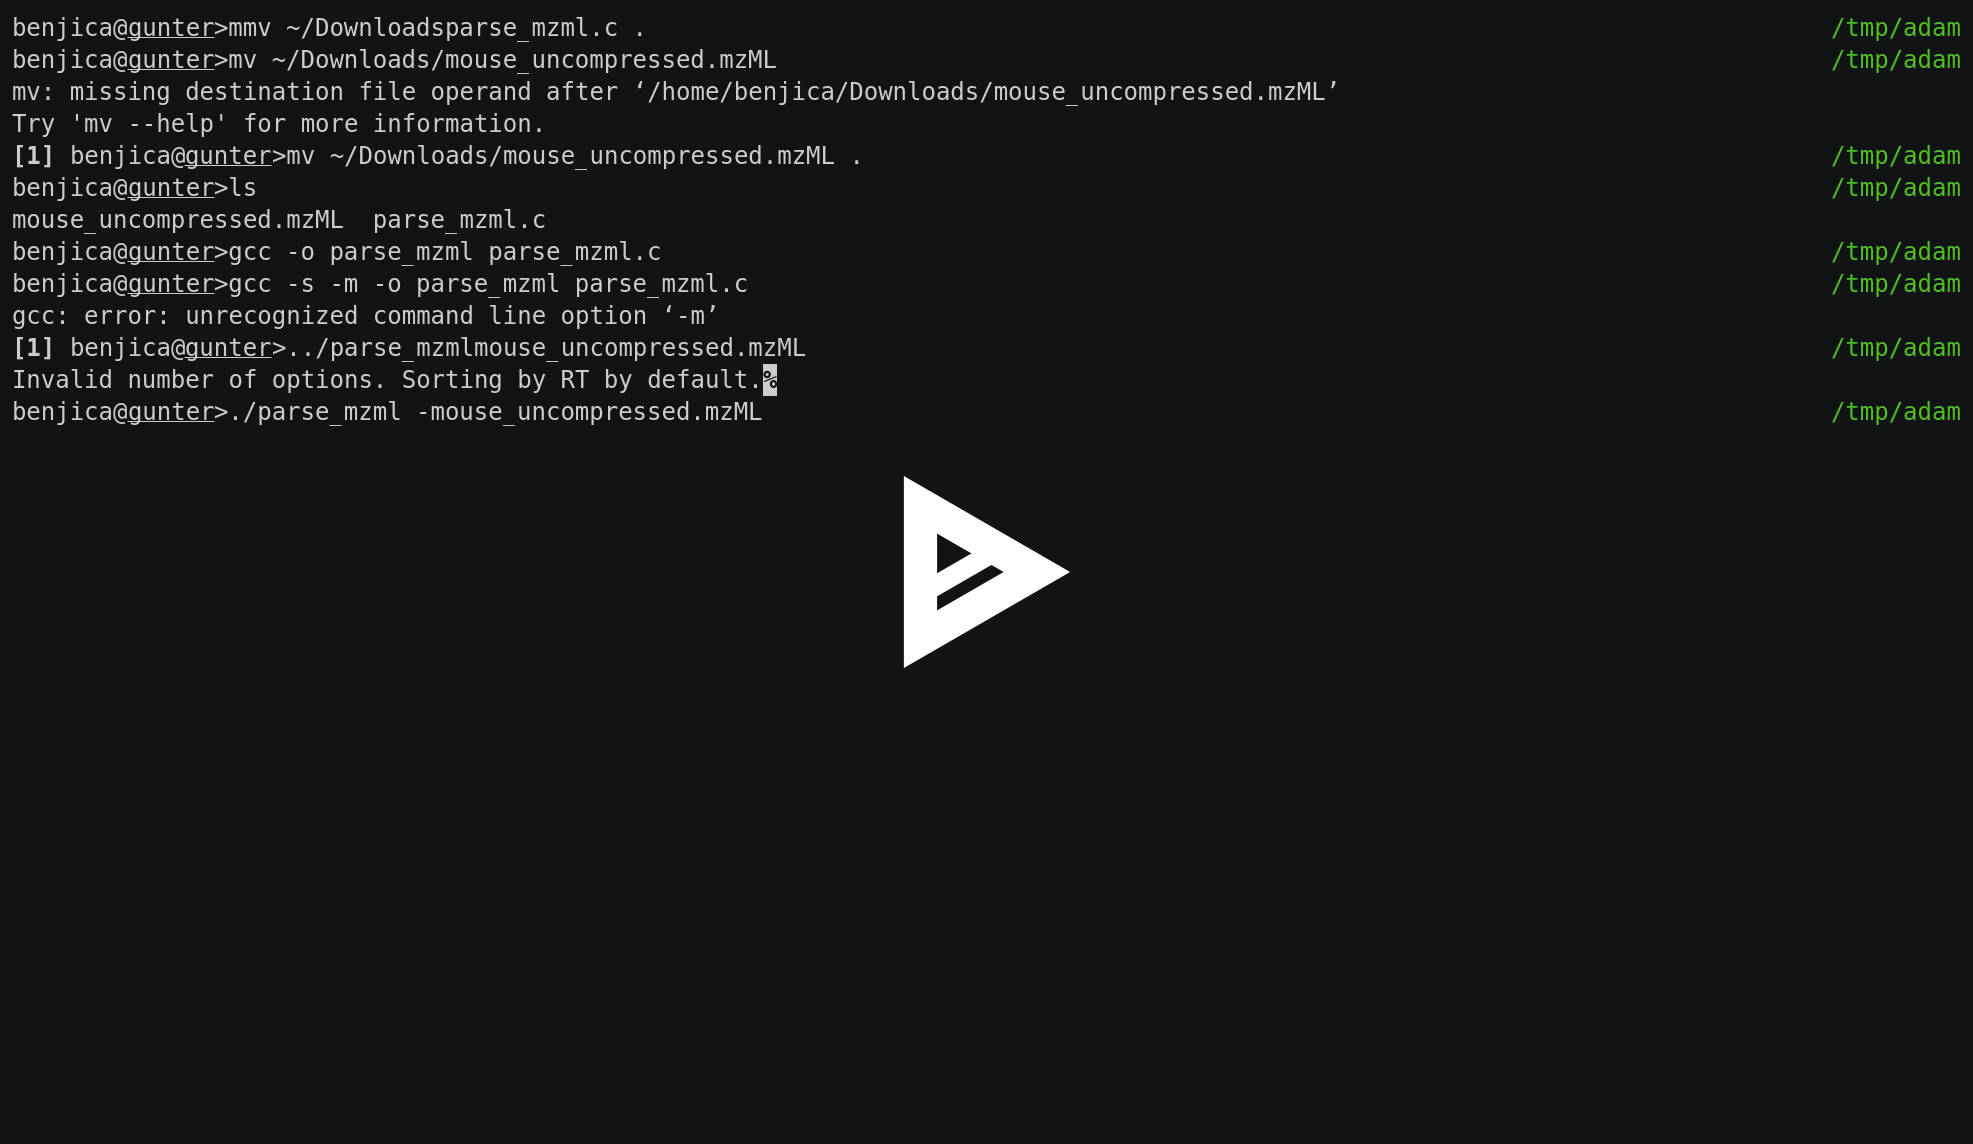 benjica@gunter>mmv ~/Downloadsparse_mzml.c . /tmp/adam
benjica@gunter>mv ~/Downloads/mouse_uncompressed.mzML /tmp/adam
mv: missing destination file operand after ‘/home/benjica/Downloads/mouse_uncompressed.mzML’
Try 'mv --help' for more information.
[1] benjica@gunter>mv ~/Downloads/mouse_uncompressed.mzML . /tmp/adam
benjica@gunter>ls /tmp/adam
mouse_uncompressed.mzML  parse_mzml.c
benjica@gunter>gcc -o parse_mzml parse_mzml.c /tmp/adam
benjica@gunter>gcc -s -m -o parse_mzml parse_mzml.c /tmp/adam
gcc: error: unrecognized command line option ‘-m’
[1] benjica@gunter>../parse_mzmlmouse_uncompressed.mzML /tmp/adam
Invalid number of options. Sorting by RT by default.%
benjica@gunter>./parse_mzml -mouse_uncompressed.mzML /tmp/adam